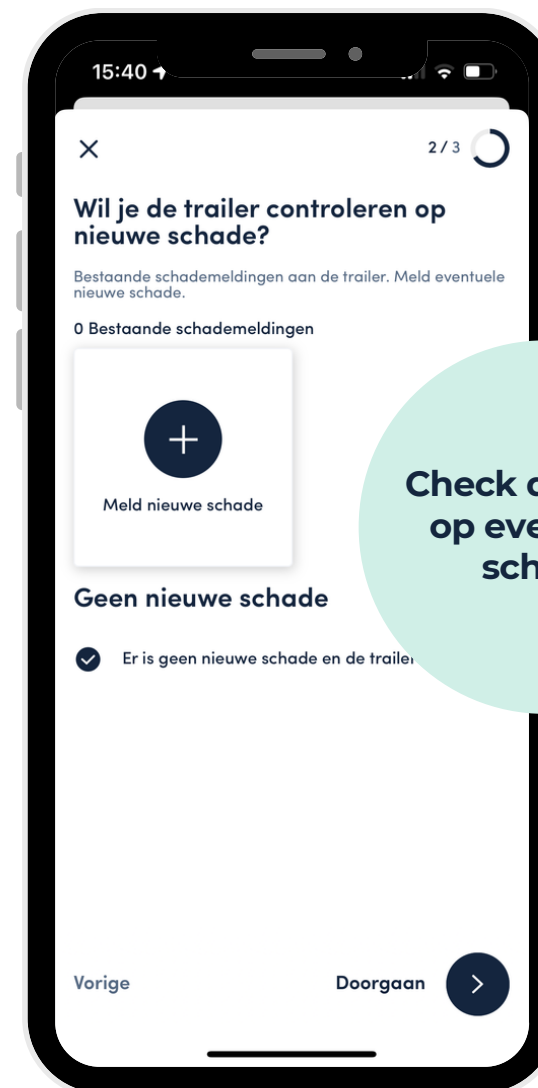 15:40
2 / 3
Wil je de trailer controleren op
nieuwe schade?
Bestaande schademeldingen aan de trailer. Meld eventuele
nieuwe schade.
0 Bestaande schademeldingen
Meld nieuwe schade
Check
op
Geen nieuwe schade
Er is geen nieuwe schade en de trailer
Vorige
Doorgaan